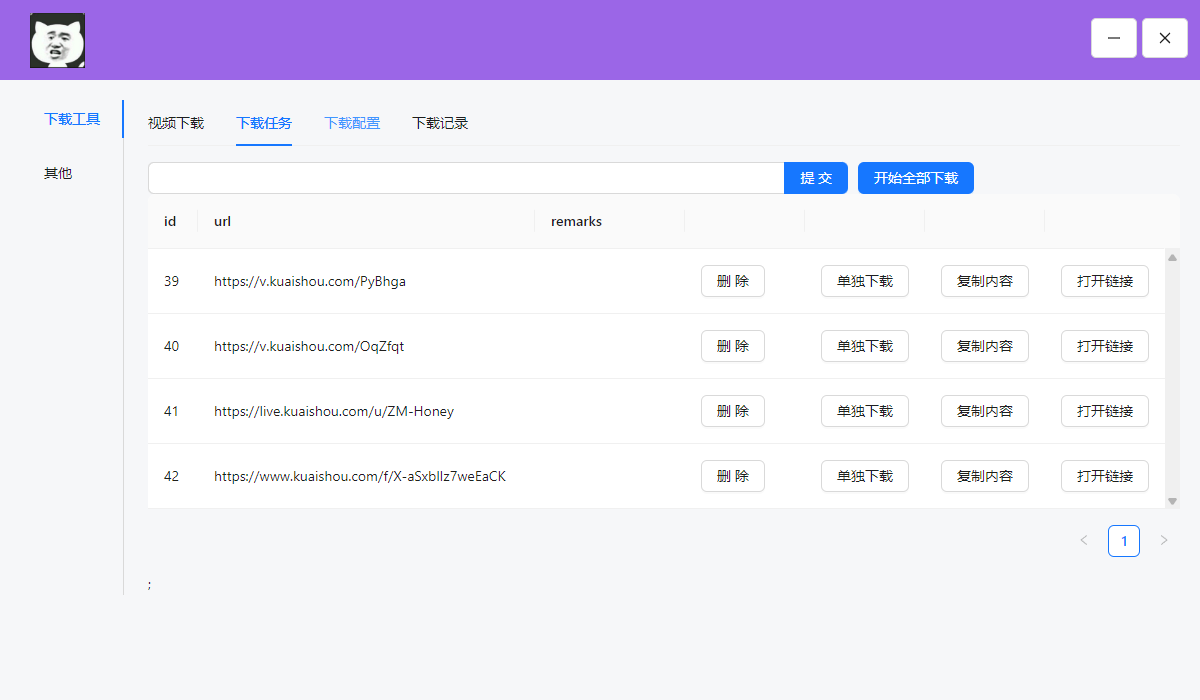 下载工具
其他
视频下载 下载任务 下载配置 下载记录
提 交 开始全部下载
id url remarks
39 https://v.kuaishou.com/PyBhga 删 除 单独下载 复制内容 打开链接
40 https://v.kuaishou.com/OqZfqt 删 除 单独下载 复制内容 打开链接
41 https://live.kuaishou.com/u/ZM-Honey 删 除 单独下载 复制内容 打开链接
42 https://www.kuaishou.com/f/X-aSxblIz7weEaCK 删 除 单独下载 复制内容 打开链接
1
;